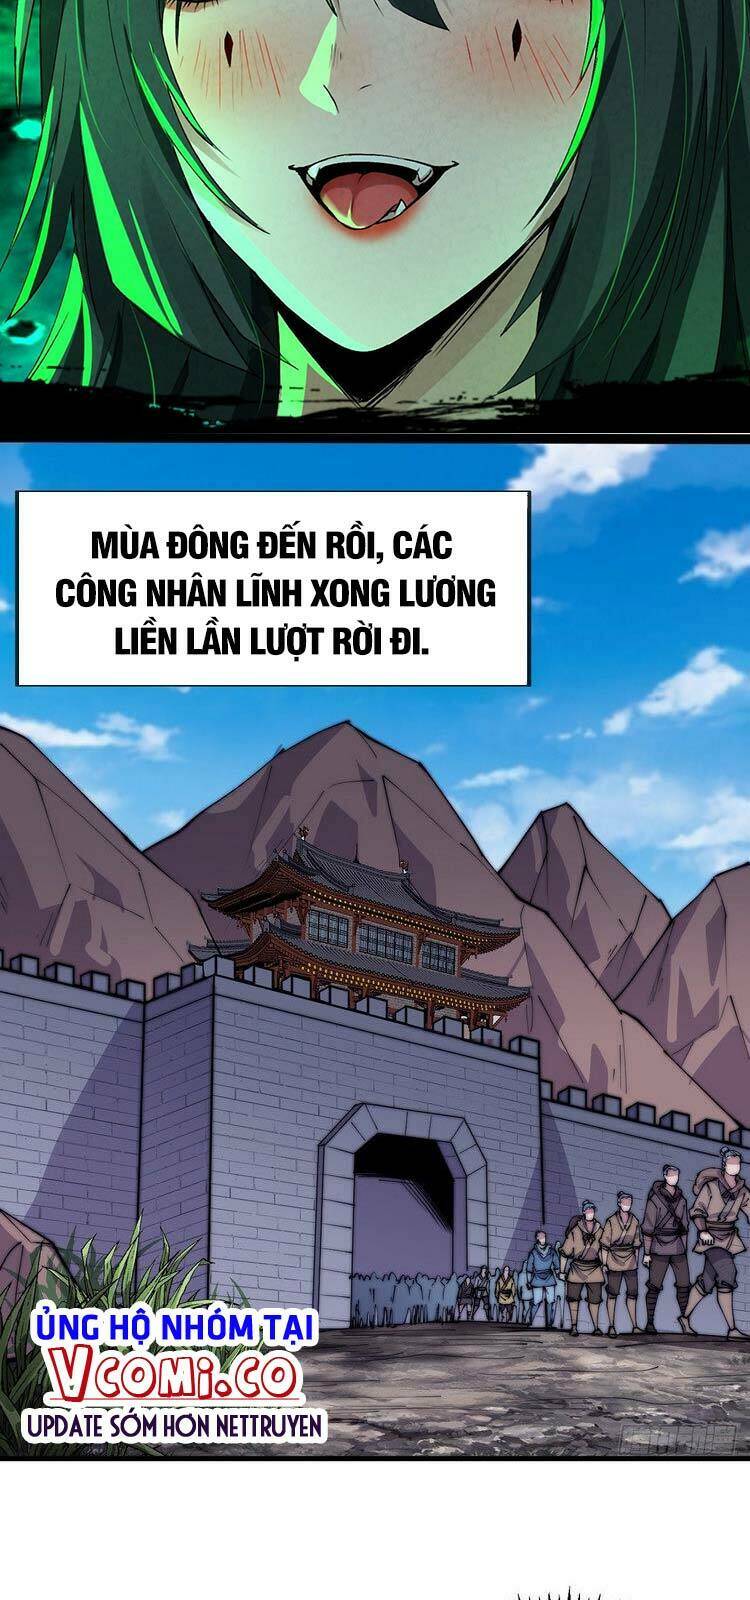 MÙA ĐÔNG ĐẾN RỒI, CÁC
CÔNG NHÂN LĨNH XONG LƯƠNG
LIỀN LẦN LƯỢT RỜI ĐI.
ỦNG HỘ NHÓM TẠI
VCOMI.CO
UPDATE SỚM HƠN NETTRUYEN